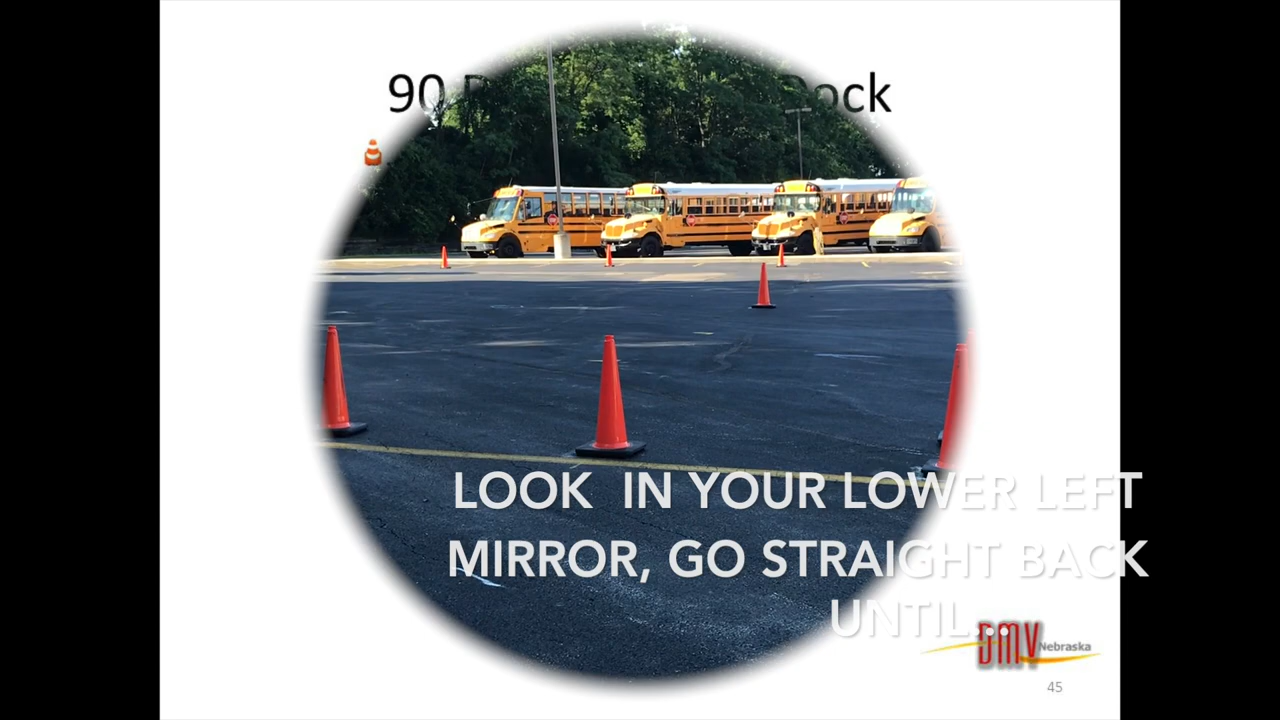 90 ock
LOOK IN YOUR LOWER LEFT
MIRROR, GO STRAIGHT BACK
UNTIL...
DMV Nebraska
45